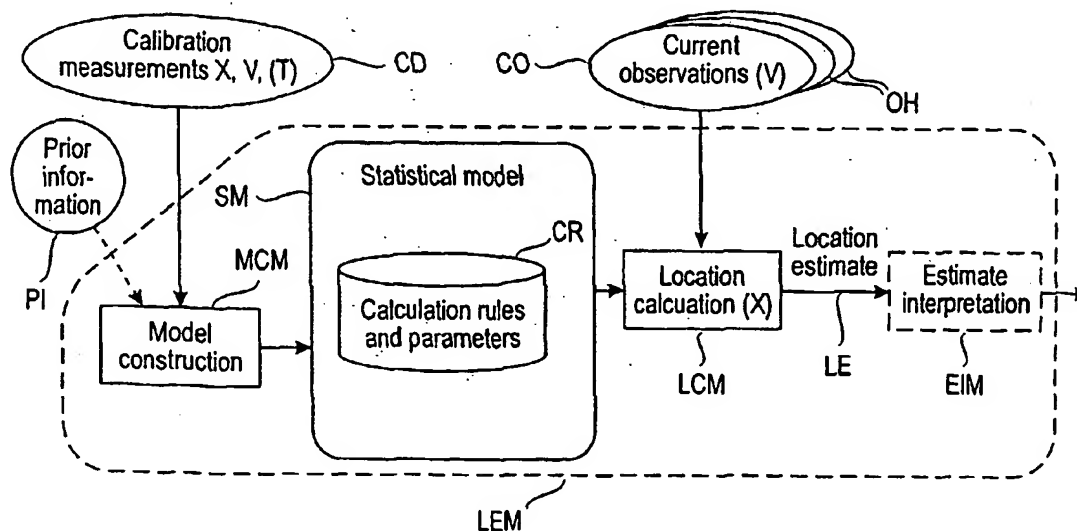 Calibration
measurements X, V, (T)
CD
CO
Current
observations (V)
OH
Prior
infor-
mation
PI
SM
Statistical model
MCM
CR
Model
construction
Calculation rules
and parameters
Location
calcuation (X)
LCM
Location
estimate
LE
Estimate
interpretation
EIM
LEM